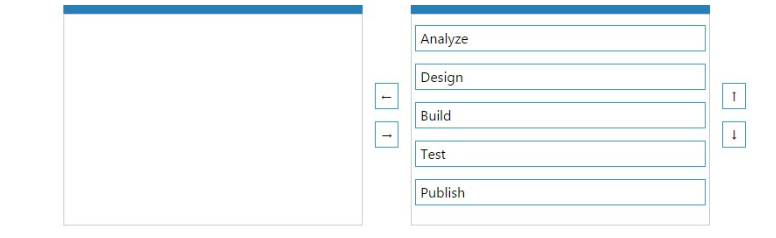 Analyze
←
Design
Build
→
Test
Publish
↑
↓